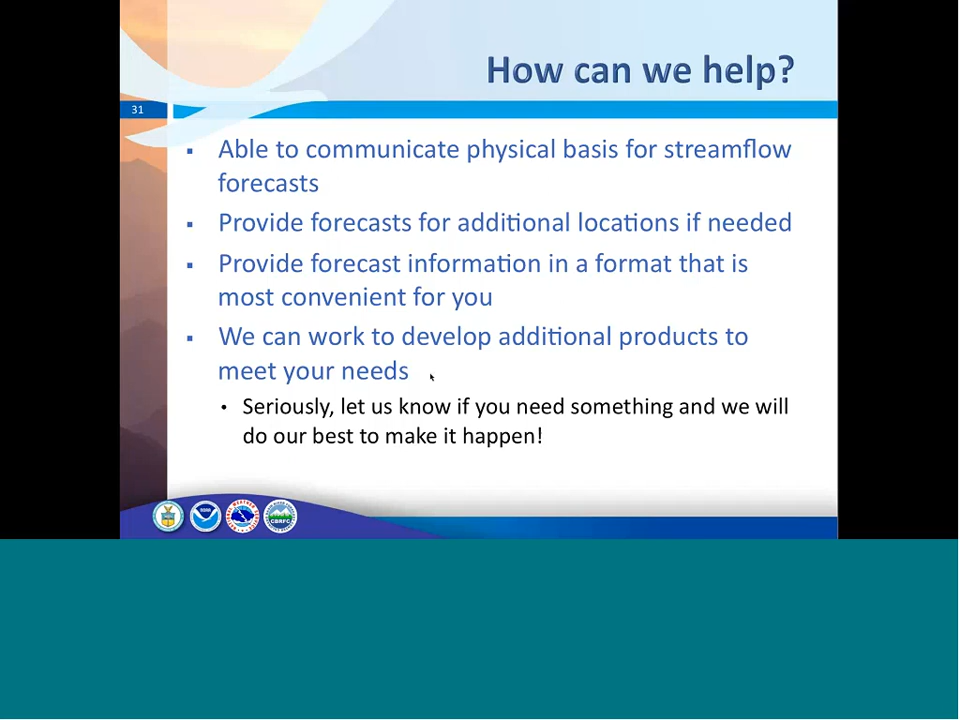 How can we help?
31
▪ Able to communicate physical basis for streamflow
forecasts
▪ Provide forecasts for additional locations if needed
▪ Provide forecast information in a format that is
most convenient for you
▪ We can work to develop additional products to
meet your needs
• Seriously, let us know if you need something and we will
do our best to make it happen!
NOAA
CBRFC